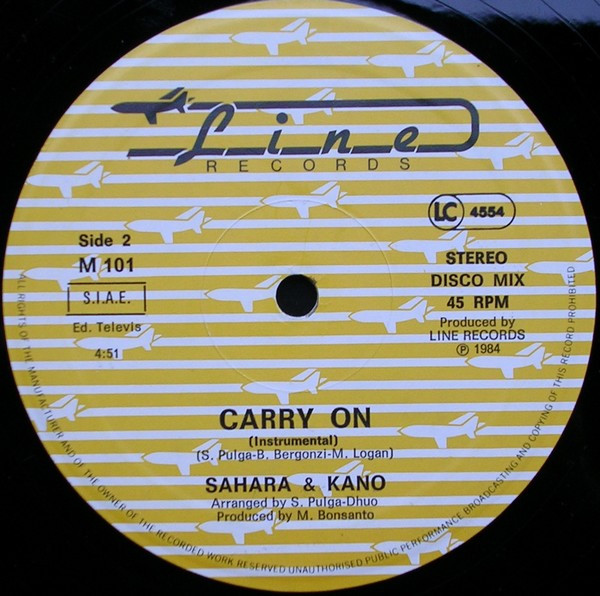 Line
RECORDS
LC 4554
Side 2
M 101
S.I.A.E.
Ed. Televis
4:51
STEREO
DISCO MIX
45 RPM
Produced by
LINE RECORDS
℗ 1984
CARRY ON
(Instrumental)
(S. Pulga-B. Bergonzi-M. Logan)
SAHARA & KANO
Arranged by S. Pulga-Dhuo
Produced by M. Bonsanto
ALL RIGHTS OF THE MANUFACTURER AND OF THE OWNER OF THE RECORDED WORK RESERVED UNAUTHORISED PUBLIC PERFORMANCE BROADCASTING AND COPYING OF THIS RECORD PROHIBITED